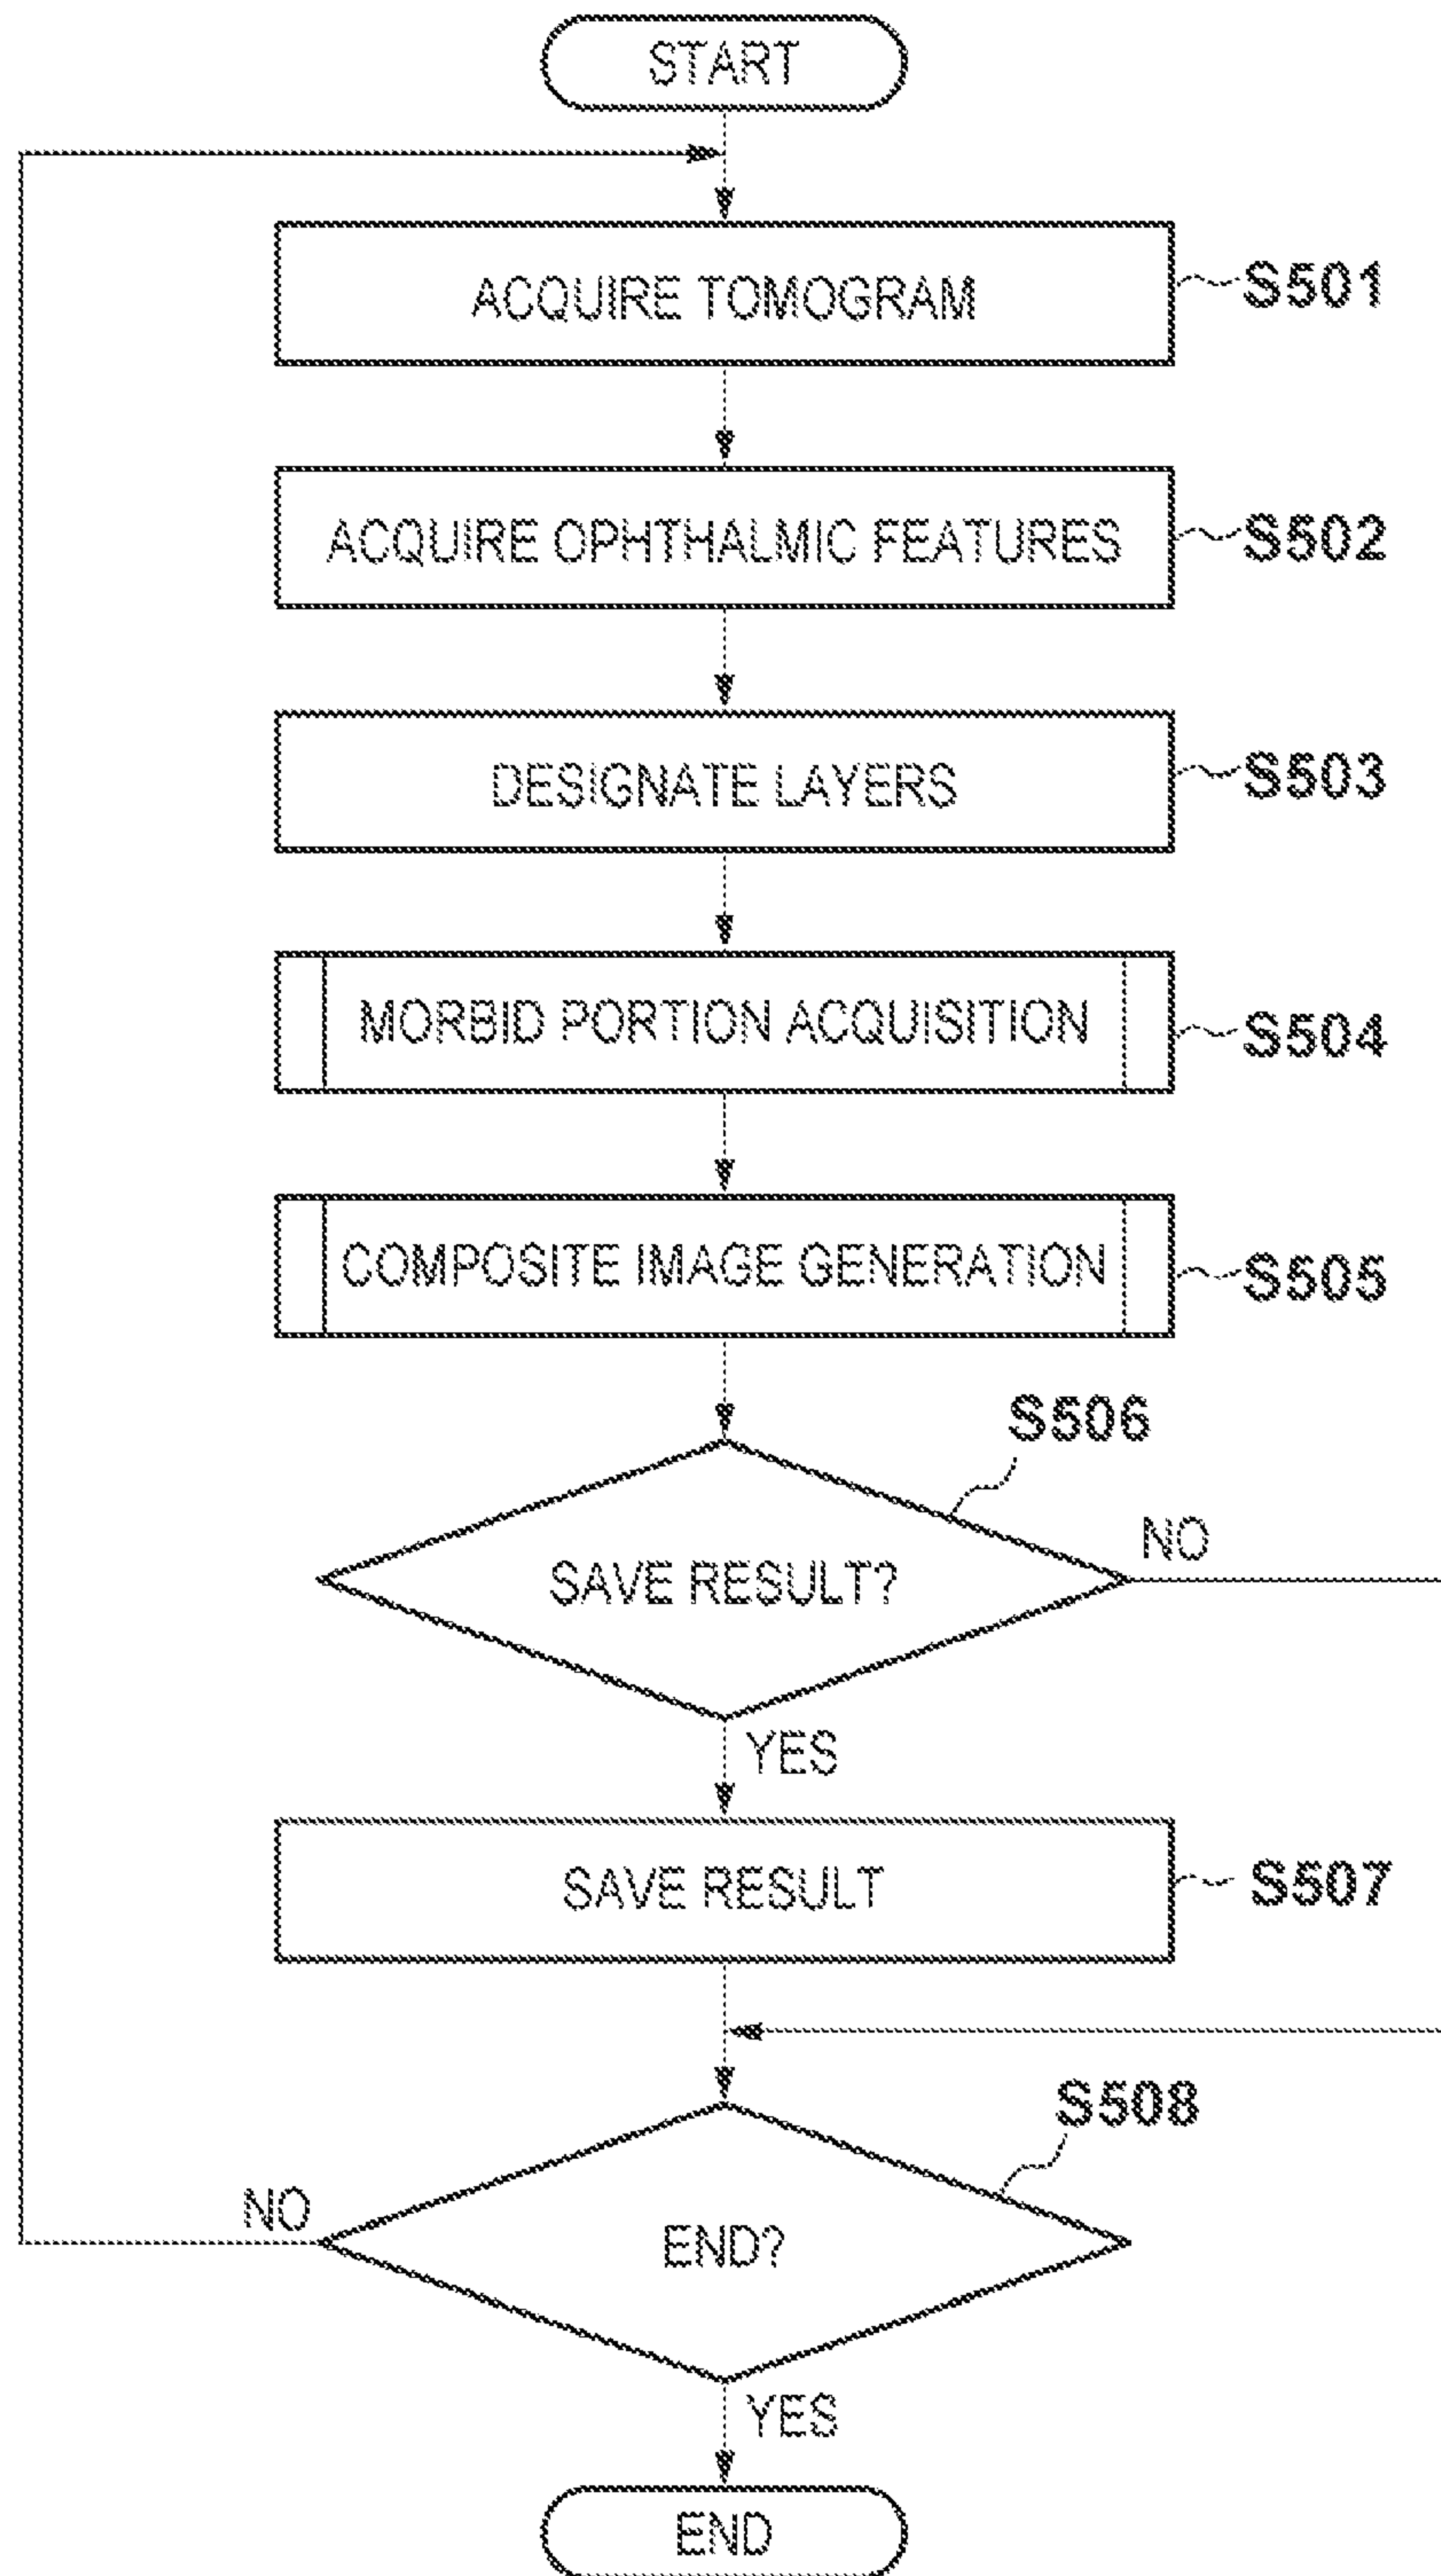 START
ACQUIRE TOMOGRAM
S501
ACQUIRE OPHTHALMIC FEATURES
S502
DESIGNATE LAYERS
S503
MORBID PORTION ACQUISITION
S504
COMPOSITE IMAGE GENERATION
S505
S506
SAVE RESULT?
NO
YES
SAVE RESULT
S507
S508
END?
NO
YES
END